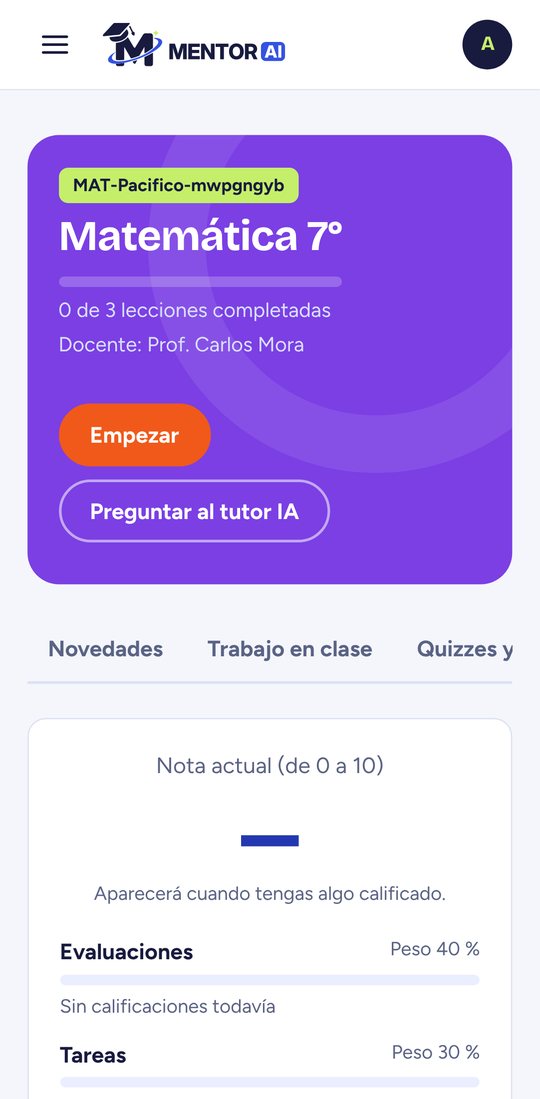 MENTOR AI
A
MAT-Pacifico-mwpgngyb
Matemática 7º
0 de 3 lecciones completadas
Docente: Prof. Carlos Mora
Empezar
Preguntar al tutor IA
Novedades Trabajo en clase Quizzes y
Nota actual (de 0 a 10)
Aparecerá cuando tengas algo calificado.
Evaluaciones Peso 40 %
Sin calificaciones todavía
Tareas Peso 30 %